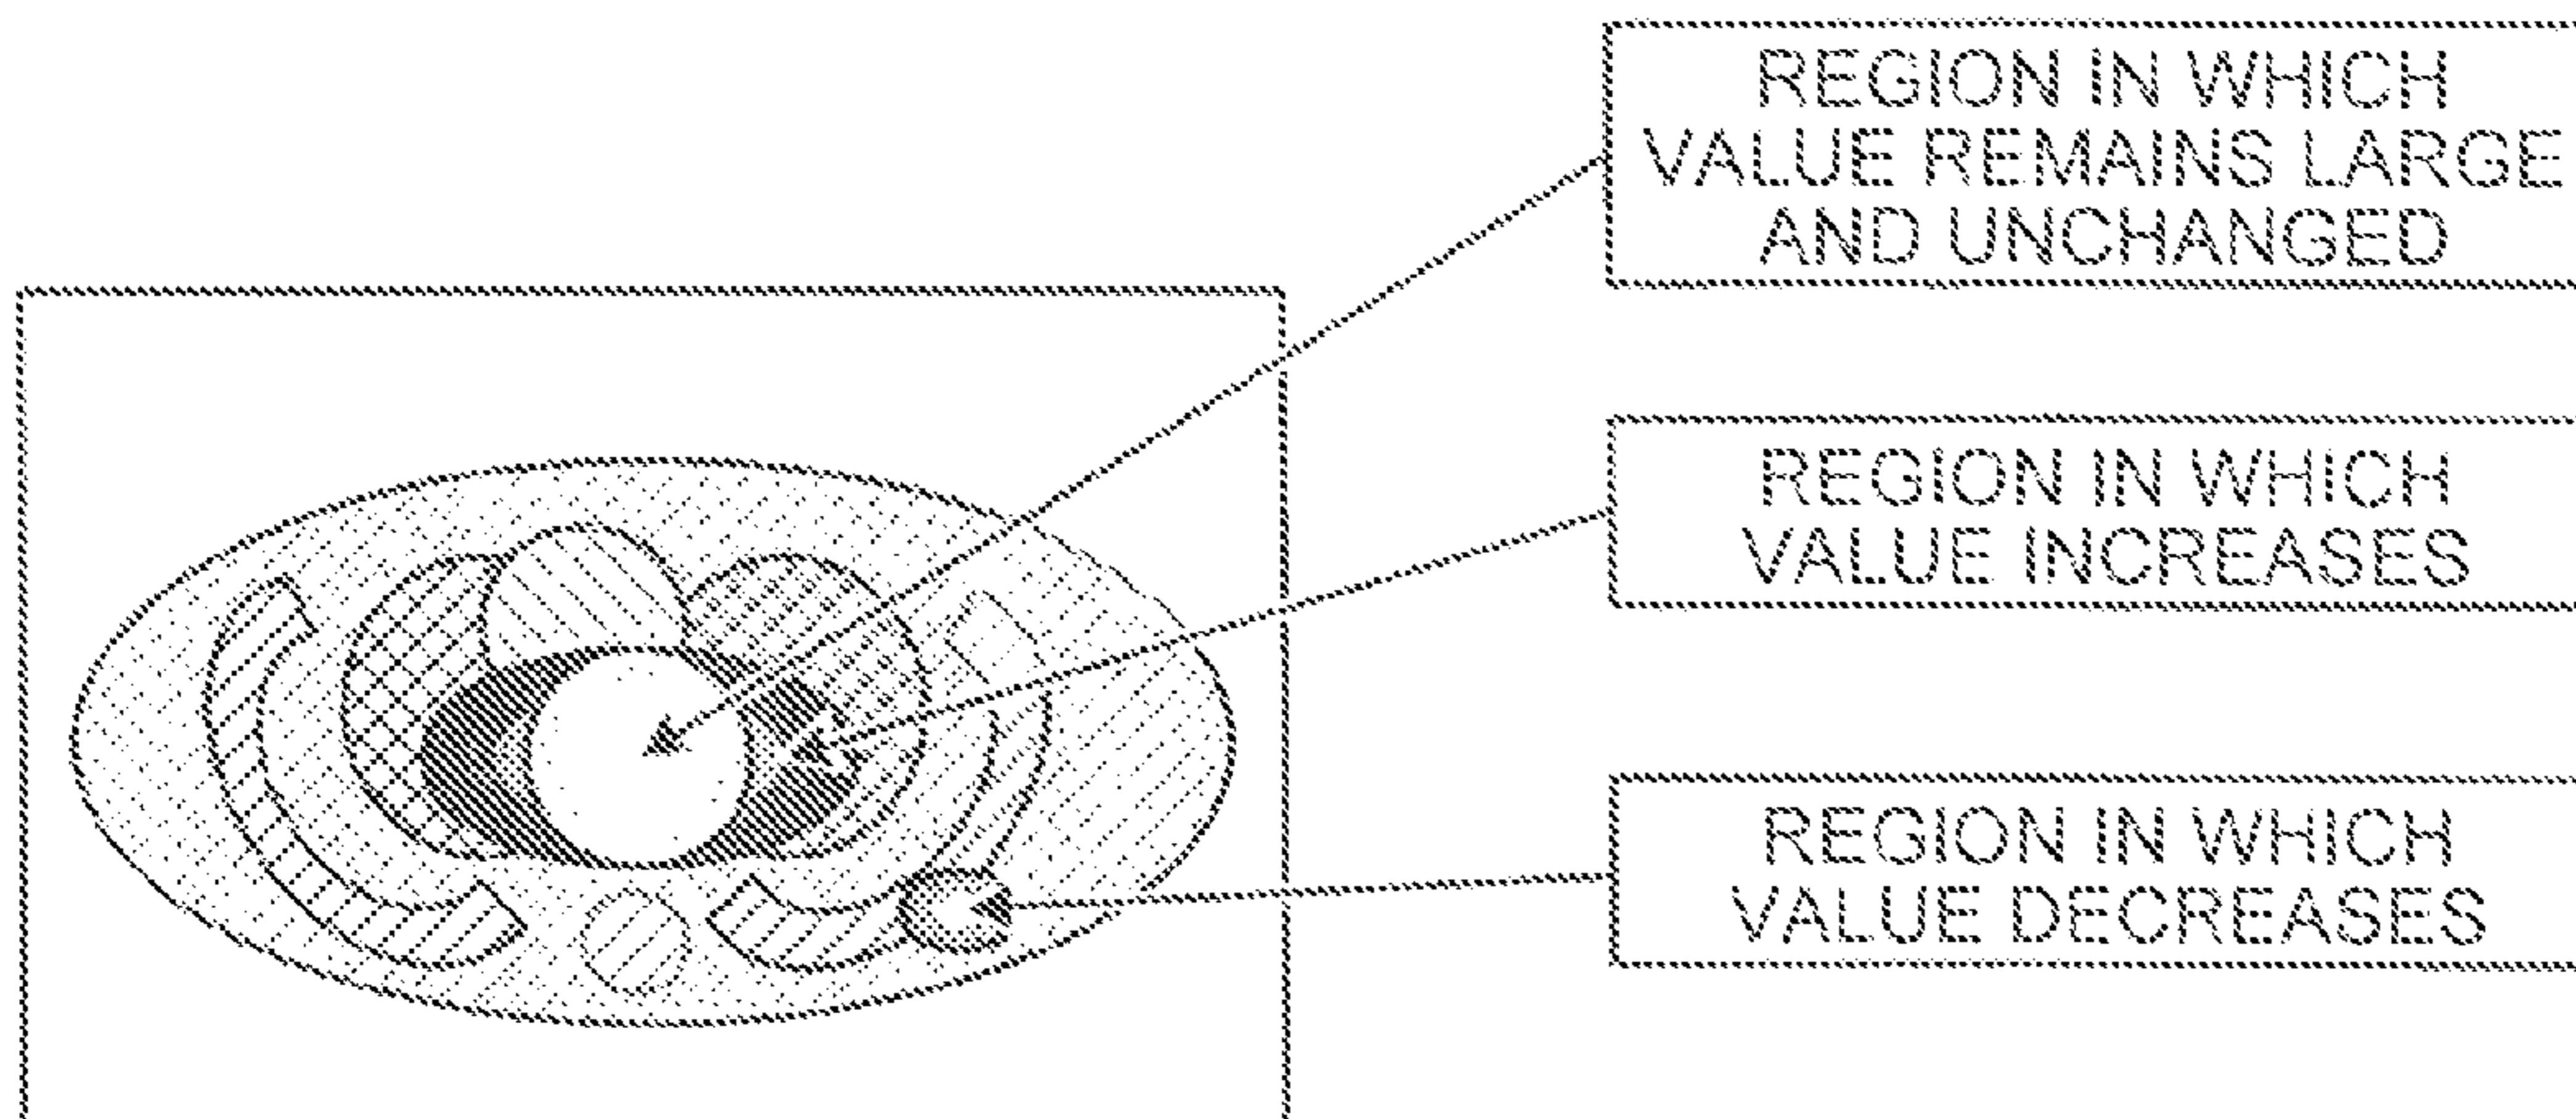 REGION IN WHICH
VALUE REMAINS LARGE
AND UNCHANGED
REGION IN WHICH
VALUE INCREASES
REGION IN WHICH
VALUE DECREASES